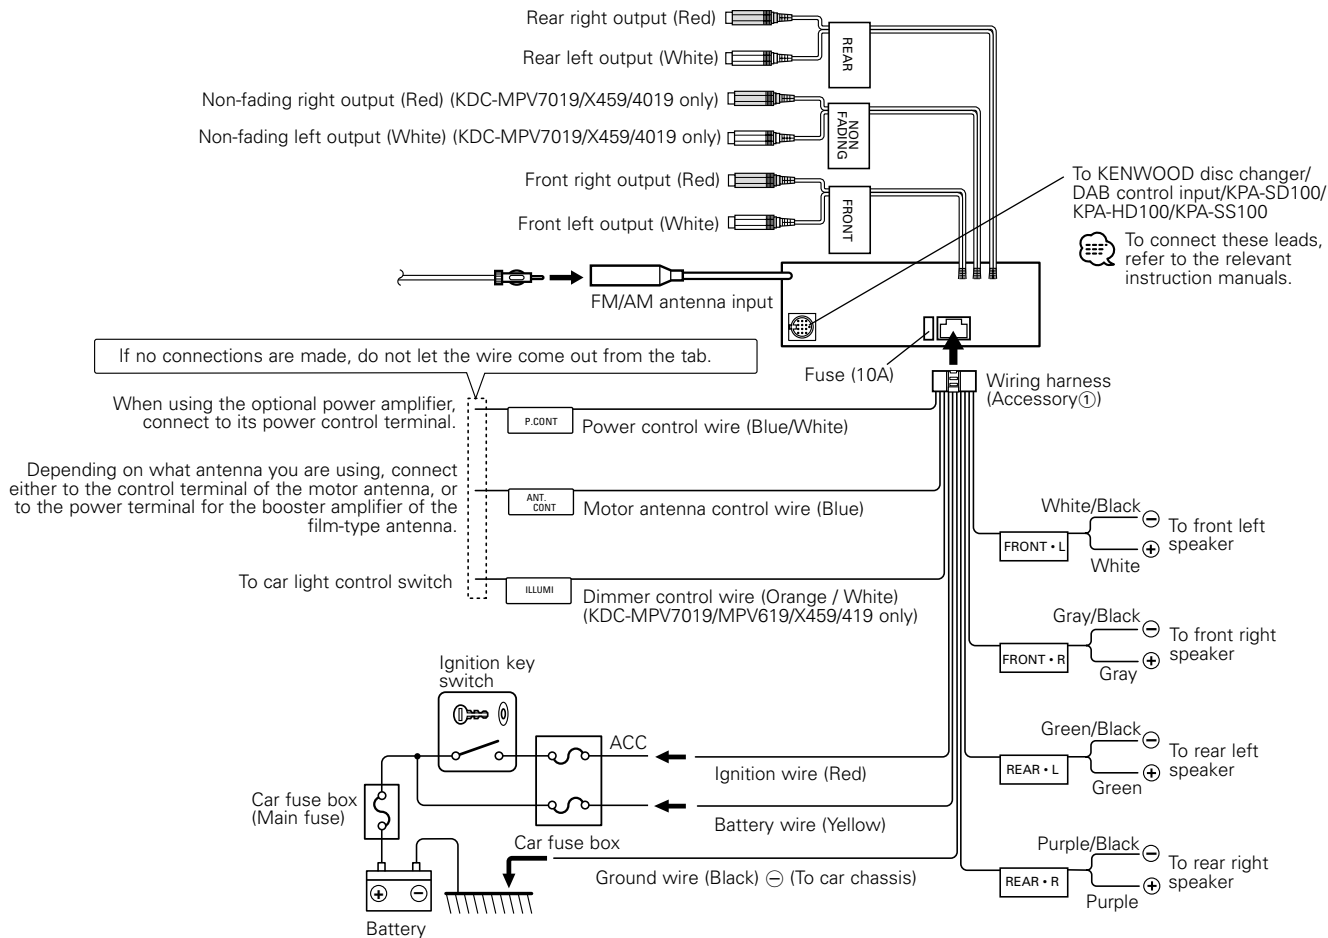 Rear right output (Red)
Rear left output (White)
REAR
Non-fading right output (Red) (KDC-MPV7019/X459/4019 only)
Non-fading left output (White) (KDC-MPV7019/X459/4019 only)
NON
FADING
Front right output (Red)
Front left output (White)
FRONT
To KENWOOD disc changer/
DAB control input/KPA-SD100/
KPA-HD100/KPA-SS100
To connect these leads,
refer to the relevant
instruction manuals.
FM/AM antenna input
If no connections are made, do not let the wire come out from the tab.
Fuse (10A)
Wiring harness
(Accessory①)
When using the optional power amplifier,
connect to its power control terminal.
P.CONT
Power control wire (Blue/White)
Depending on what antenna you are using, connect
either to the control terminal of the motor antenna, or
to the power terminal for the booster amplifier of the
film-type antenna.
ANT.
CONT
Motor antenna control wire (Blue)
To car light control switch
ILLUMI
Dimmer control wire (Orange / White)
(KDC-MPV7019/MPV619/X459/419 only)
White/Black ⊖
FRONT • L
White ⊕
To front left
speaker
Gray/Black ⊖
FRONT • R
Gray ⊕
To front right
speaker
Green/Black ⊖
REAR • L
Green ⊕
To rear left
speaker
Purple/Black ⊖
REAR • R
Purple ⊕
To rear right
speaker
Ignition key
switch
ACC
Ignition wire (Red)
Car fuse box
(Main fuse)
Battery wire (Yellow)
Car fuse box
Ground wire (Black) ⊖ (To car chassis)
⊕ ⊖
Battery